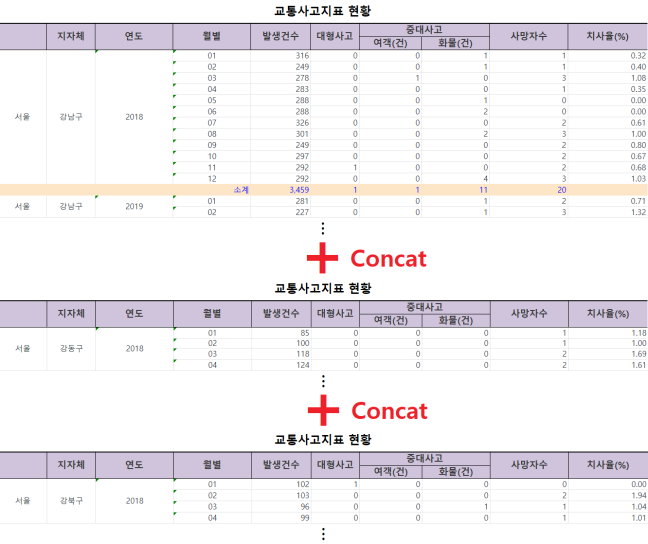 교통사고지표 현황
지자체 연도 월별 발생건수 대형사고 중대사고 사망자수 치사율(%)
여객(건) 화물(건)
서울 강남구 2018 01 316 0 0 1 1 0.32
02 249 0 0 1 1 0.40
03 278 0 1 0 3 1.08
04 283 0 0 0 1 0.35
05 288 0 0 1 0 0.00
06 288 0 0 2 0 0.00
07 326 0 0 0 2 0.61
08 301 0 0 2 3 1.00
09 249 0 0 0 2 0.80
10 297 0 0 0 2 0.67
11 292 1 0 0 2 0.68
12 292 0 0 4 3 1.03
소계 3,459 1 1 11 20
서울 강남구 2019 01 281 0 0 1 2 0.71
02 227 0 0 1 3 1.32
Concat
교통사고지표 현황
지자체 연도 월별 발생건수 대형사고 중대사고 사망자수 치사율(%)
여객(건) 화물(건)
서울 강동구 2018 01 85 0 0 0 1 1.18
02 100 0 0 0 1 1.00
03 118 0 0 0 2 1.69
04 124 0 0 0 2 1.61
Concat
교통사고지표 현황
지자체 연도 월별 발생건수 대형사고 중대사고 사망자수 치사율(%)
여객(건) 화물(건)
서울 강북구 2018 01 102 1 0 0 0 0.00
02 103 0 0 0 2 1.94
03 96 0 0 1 1 1.04
04 99 0 0 0 1 1.01